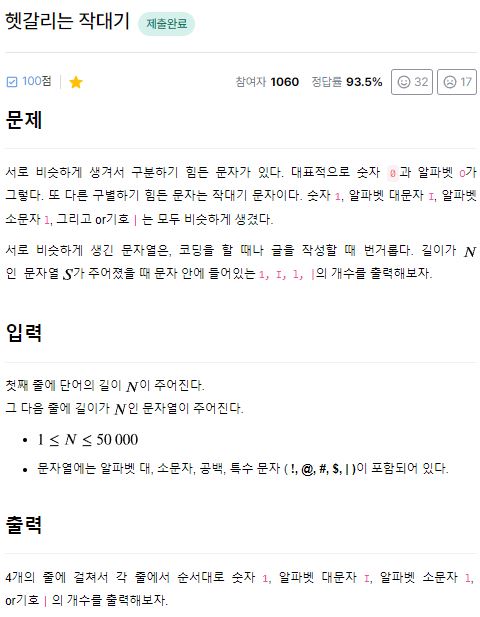 헷갈리는 작대기 제출완료
100점 참여자 1060 정답률 93.5% 32 17
문제
서로 비슷하게 생겨서 구분하기 힘든 문자가 있다. 대표적으로 숫자 0 과 알파벳 O가
그렇다. 또 다른 구별하기 힘든 문자는 작대기 문자이다. 숫자 1, 알파벳 대문자 I, 알파벳
소문자 l, 그리고 or기호 | 는 모두 비슷하게 생겼다.
서로 비슷하게 생긴 문자열은, 코딩을 할 때나 글을 작성할 때 번거롭다. 길이가 N
인 문자열 S가 주어졌을 때 문자 안에 들어있는 1, I, l, |의 개수를 출력해보자.
입력
첫째 줄에 단어의 길이 N이 주어진다.
그 다음 줄에 길이가 N인 문자열이 주어진다.
• 1 ≤ N ≤ 50 000
• 문자열에는 알파벳 대, 소문자, 공백, 특수 문자 ( !, @, #, $, | )이 포함되어 있다.
출력
4개의 줄에 걸쳐서 각 줄에서 순서대로 숫자 1, 알파벳 대문자 I, 알파벳 소문자 l,
or기호 | 의 개수를 출력해보자.